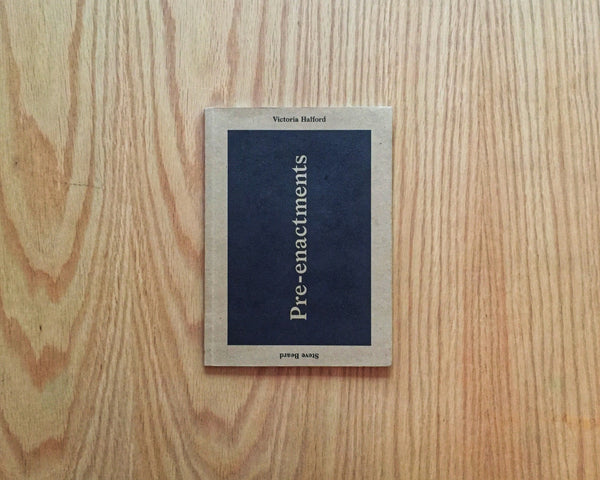 Victoria Halford
Pre-enactments
Steve Beard